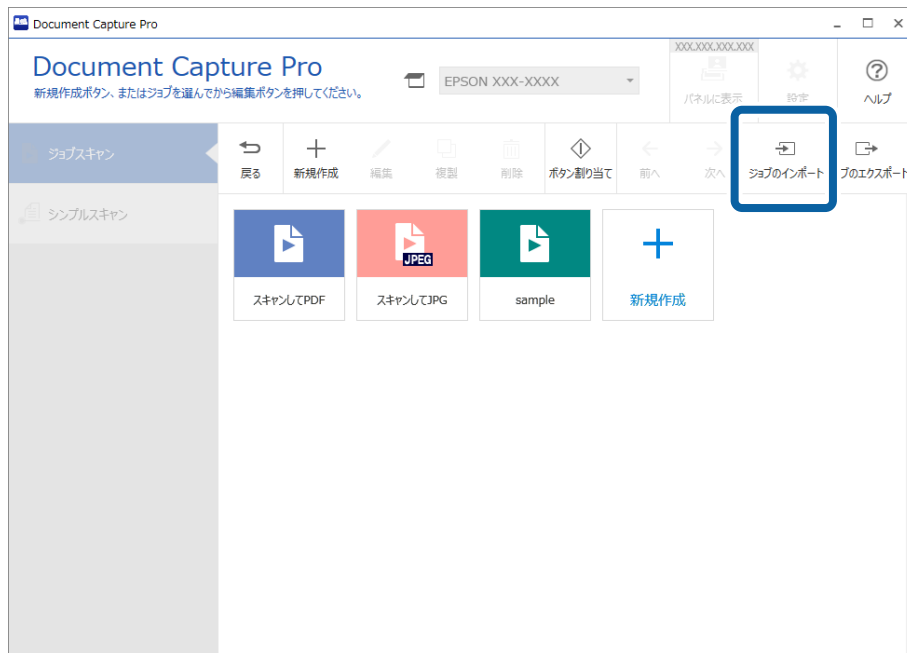 Document Capture Pro
Document Capture Pro
新規作成ボタン、またはジョブを選んでから編集ボタンを押してください。
EPSON XXX-XXXX
XXX.XXX.XXX.XXX
パネルに表示
設定
ヘルプ
ジョブスキャン
シンプルスキャン
戻る
新規作成
編集
複製
削除
ボタン割り当て
前へ
次へ
ジョブのインポート
ブのエクスポート
スキャンしてPDF
JPEG
スキャンしてJPG
sample
新規作成